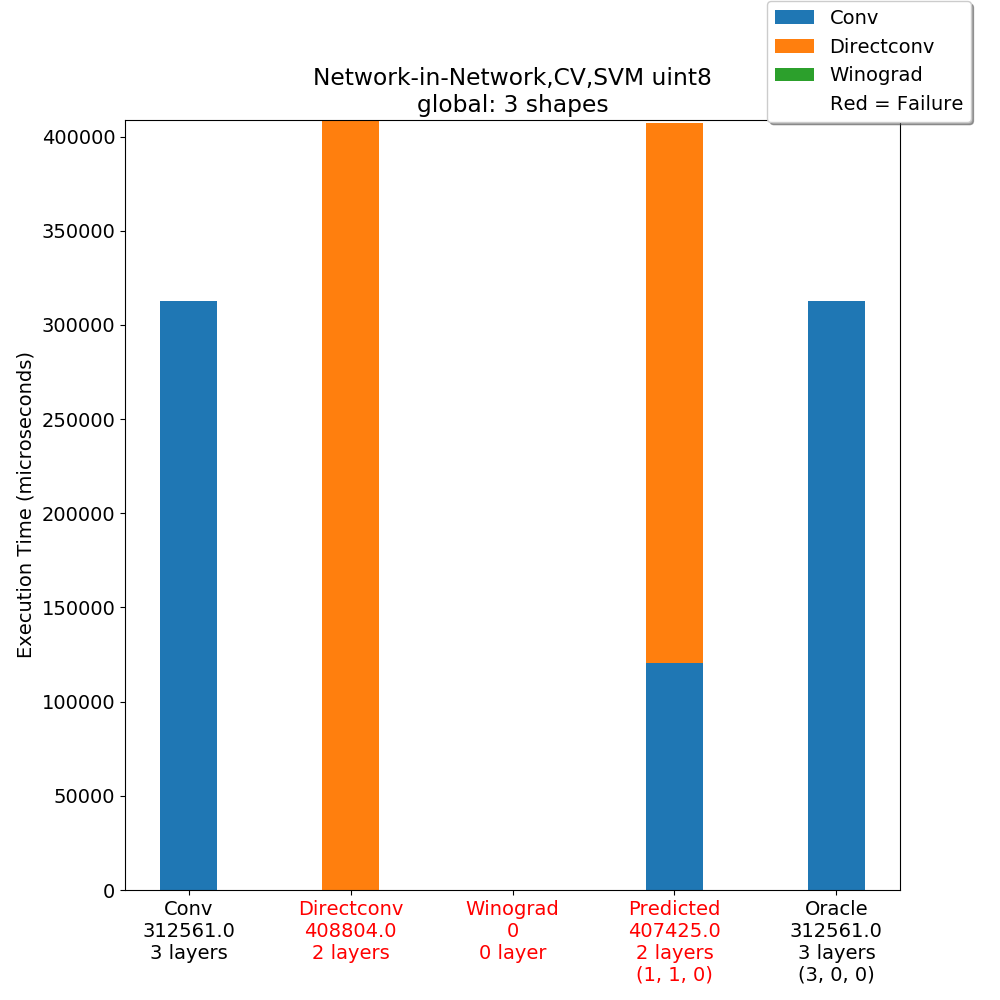 Conv
Directconv
Winograd
Red = Failure
Network-in-Network,CV,SVM uint8
global: 3 shapes
Execution Time (microseconds)
400000
350000
300000
250000
200000
150000
100000
50000
0
Conv
312561.0
3 layers
Directconv
408804.0
2 layers
Winograd
0
0 layer
Predicted
407425.0
2 layers
(1, 1, 0)
Oracle
312561.0
3 layers
(3, 0, 0)